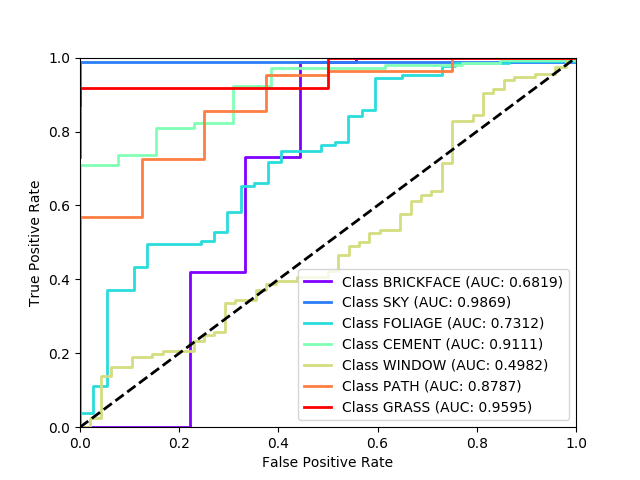 1.0
0.8
0.6
0.4
0.2
0.0
True Positive Rate
Class BRICKFACE (AUC: 0.6819)
Class SKY (AUC: 0.9869)
Class FOLIAGE (AUC: 0.7312)
Class CEMENT (AUC: 0.9111)
Class WINDOW (AUC: 0.4982)
Class PATH (AUC: 0.8787)
Class GRASS (AUC: 0.9595)
0.0 0.2 0.4 0.6 0.8 1.0
False Positive Rate